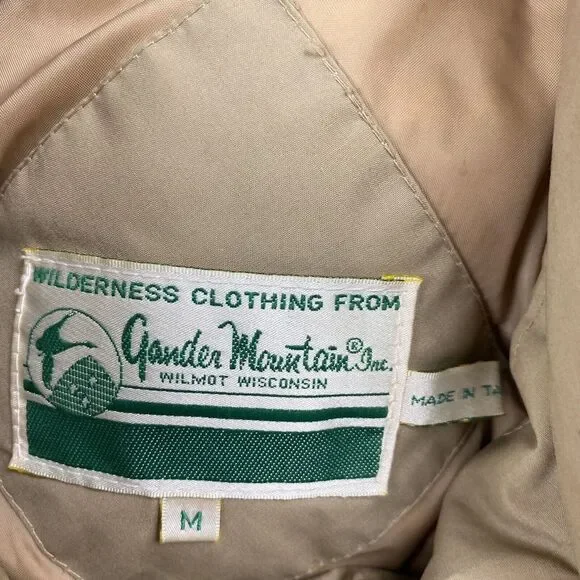 WILDERNESS CLOTHING FROM
Gander Mountain® Inc.
WILMOT WISCONSIN
MADE IN
M